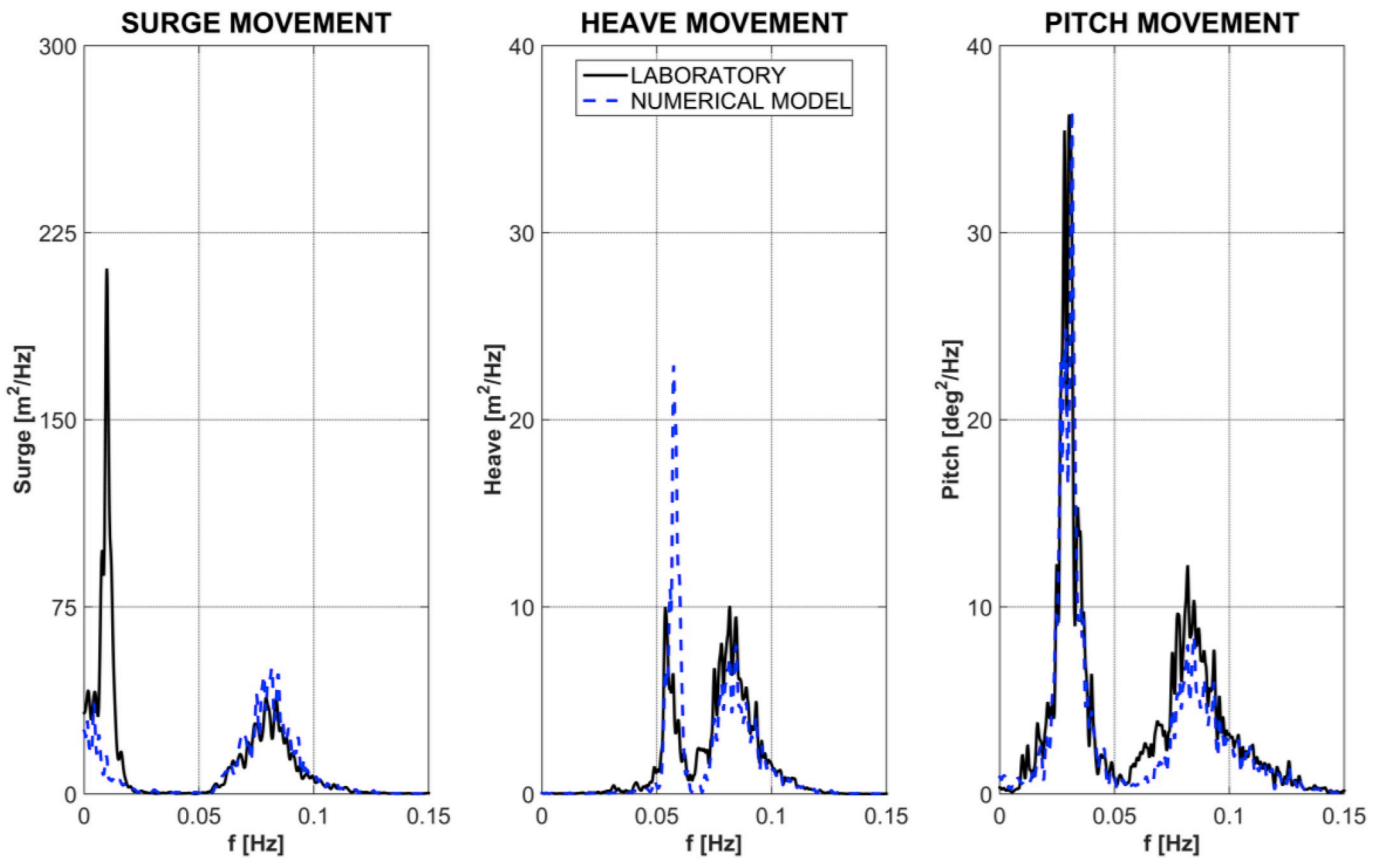 SURGE MOVEMENT
300
225
150
75
0
Surge [m²/Hz]
0 0.05 0.1 0.15
f [Hz]
HEAVE MOVEMENT
LABORATORY
NUMERICAL MODEL
40
30
20
10
0
Heave [m²/Hz]
0 0.05 0.1 0.15
f [Hz]
PITCH MOVEMENT
40
30
20
10
0
Pitch [deg²/Hz]
0 0.05 0.1 0.15
f [Hz]